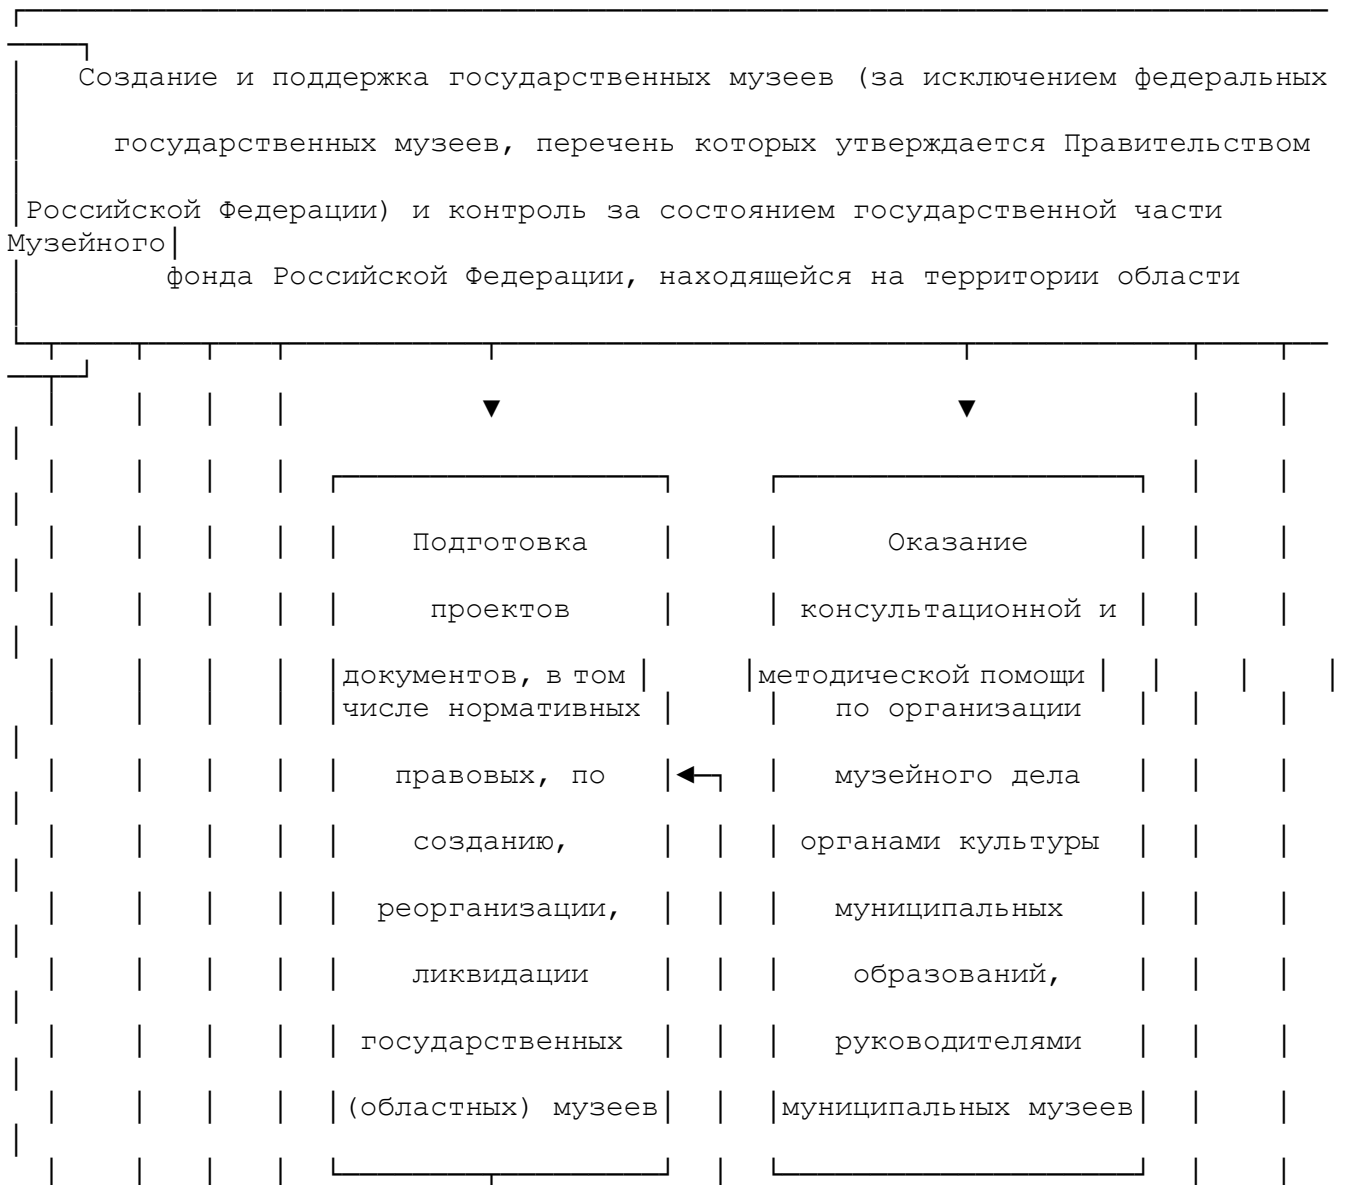 Создание и поддержка государственных музеев (за исключением федеральных
государственных музеев, перечень которых утверждается Правительством
Российской Федерации) и контроль за состоянием государственной части
Музейного
фонда Российской Федерации, находящейся на территории области
Подготовка
проектов
документов, в том
числе нормативных
правовых, по
созданию,
реорганизации,
ликвидации
государственных
(областных) музеев
Оказание
консультационной и
методической помощи
по организации
музейного дела
органами культуры
муниципальных
образований,
руководителями
муниципальных музеев